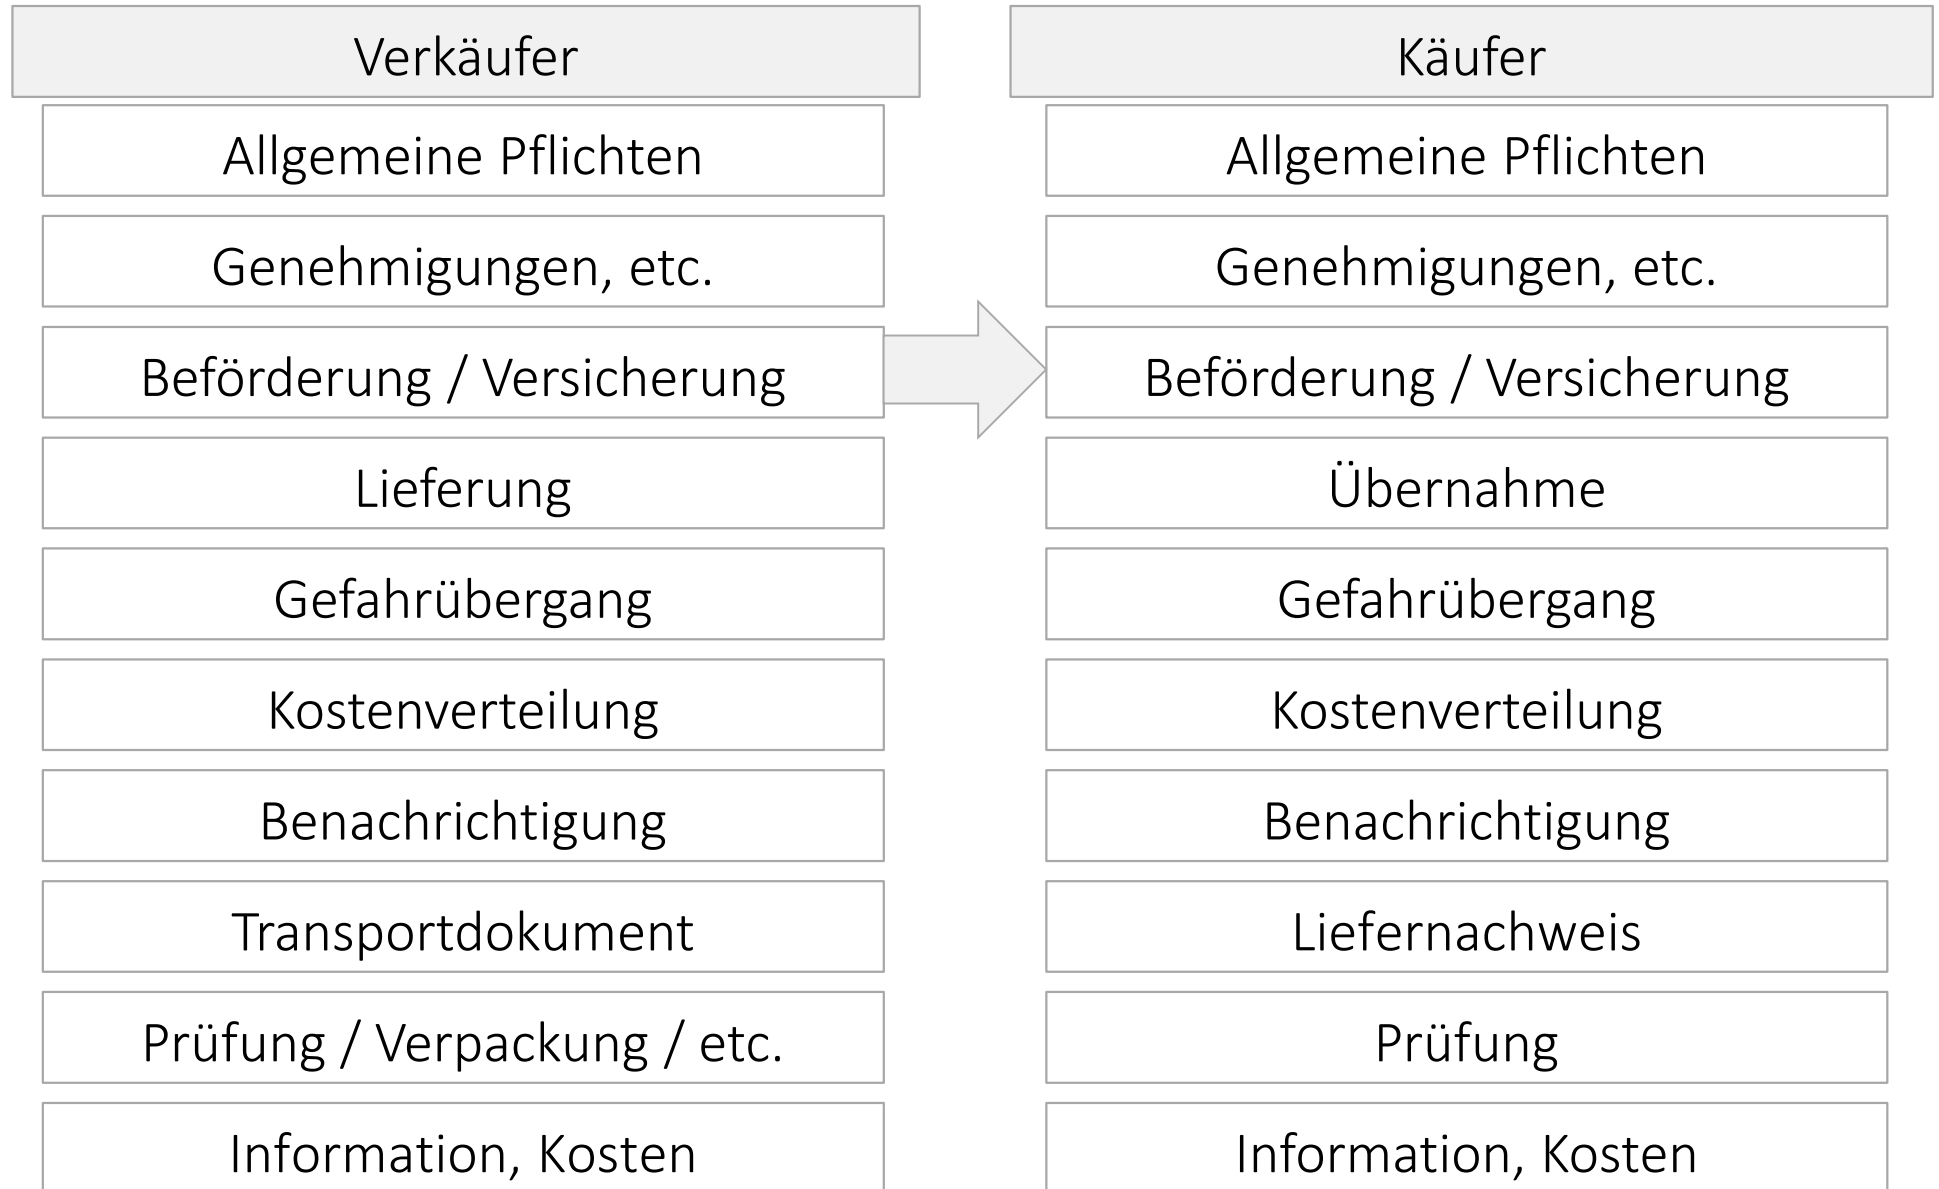 Verkäufer
Allgemeine Pflichten
Genehmigungen, etc.
Beförderung / Versicherung
Lieferung
Gefahrübergang
Kostenverteilung
Benachrichtigung
Transportdokument
Prüfung / Verpackung / etc.
Information, Kosten
Käufer
Allgemeine Pflichten
Genehmigungen, etc.
Beförderung / Versicherung
Übernahme
Gefahrübergang
Kostenverteilung
Benachrichtigung
Liefernachweis
Prüfung
Information, Kosten